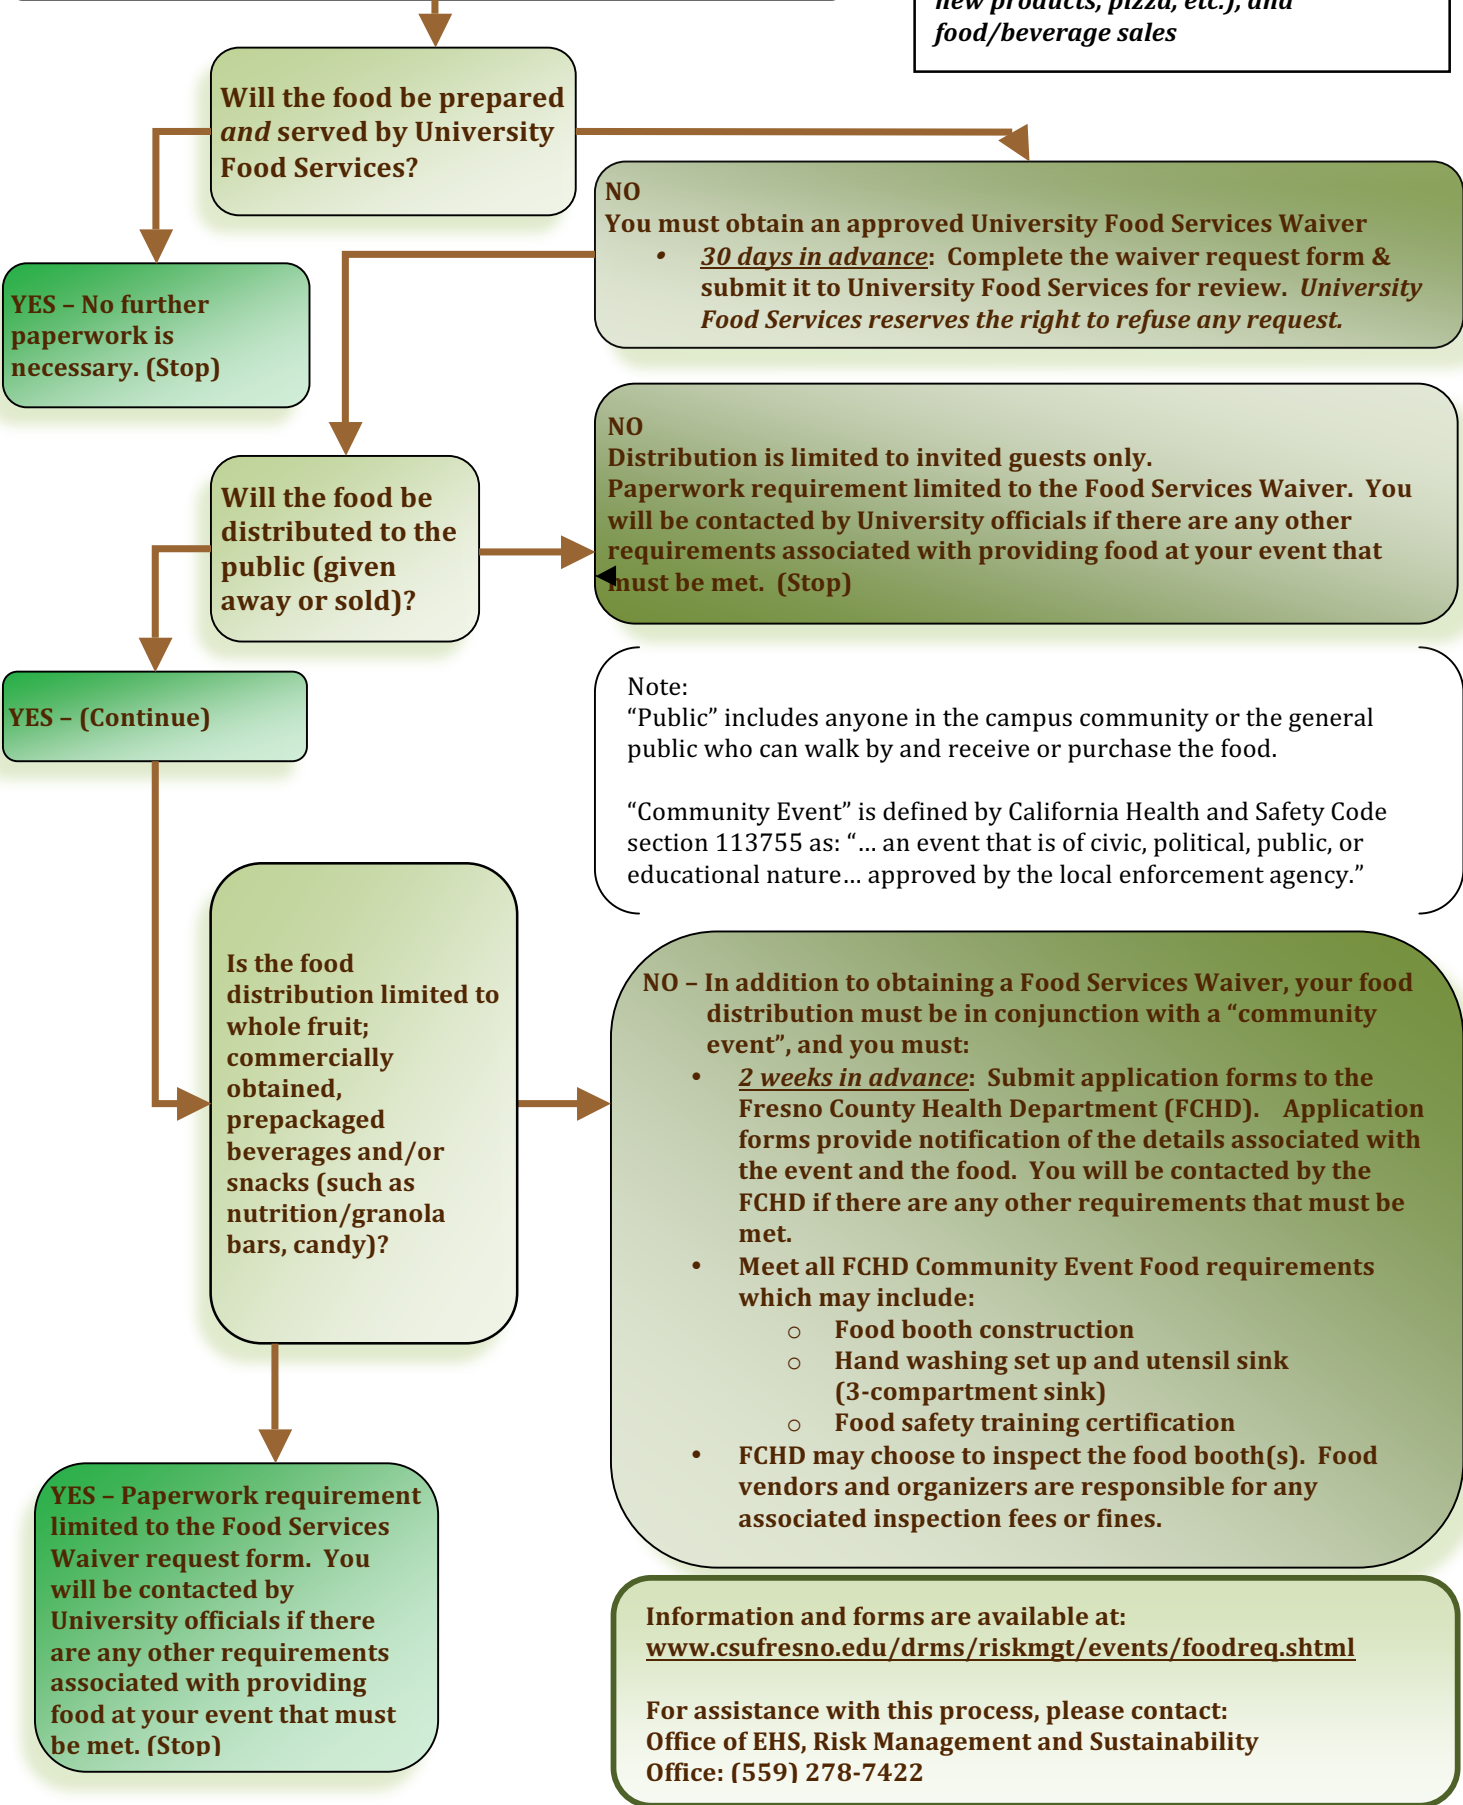 new products, pizza, etc.), and
food/beverage sales
Will the food be prepared
and served by University
Food Services?
NO
You must obtain an approved University Food Services Waiver
• 30 days in advance: Complete the waiver request form &
submit it to University Food Services for review. University
Food Services reserves the right to refuse any request.
YES – No further
paperwork is
necessary. (Stop)
NO
Distribution is limited to invited guests only.
Paperwork requirement limited to the Food Services Waiver. You
will be contacted by University officials if there are any other
requirements associated with providing food at your event that
must be met. (Stop)
Will the food be
distributed to the
public (given
away or sold)?
YES – (Continue)
Note:
“Public” includes anyone in the campus community or the general
public who can walk by and receive or purchase the food.
“Community Event” is defined by California Health and Safety Code
section 113755 as: “… an event that is of civic, political, public, or
educational nature… approved by the local enforcement agency.”
Is the food
distribution limited to
whole fruit;
commercially
obtained,
prepackaged
beverages and/or
snacks (such as
nutrition/granola
bars, candy)?
NO – In addition to obtaining a Food Services Waiver, your food
distribution must be in conjunction with a “community
event”, and you must:
• 2 weeks in advance: Submit application forms to the
Fresno County Health Department (FCHD). Application
forms provide notification of the details associated with
the event and the food. You will be contacted by the
FCHD if there are any other requirements that must be
met.
• Meet all FCHD Community Event Food requirements
which may include:
o Food booth construction
o Hand washing set up and utensil sink
(3-compartment sink)
o Food safety training certification
• FCHD may choose to inspect the food booth(s). Food
vendors and organizers are responsible for any
associated inspection fees or fines.
YES – Paperwork requirement
limited to the Food Services
Waiver request form. You
will be contacted by
University officials if there
are any other requirements
associated with providing
food at your event that must
be met. (Stop)
Information and forms are available at:
www.csufresno.edu/drms/riskmgt/events/foodreq.shtml
For assistance with this process, please contact:
Office of EHS, Risk Management and Sustainability
Office: (559) 278-7422